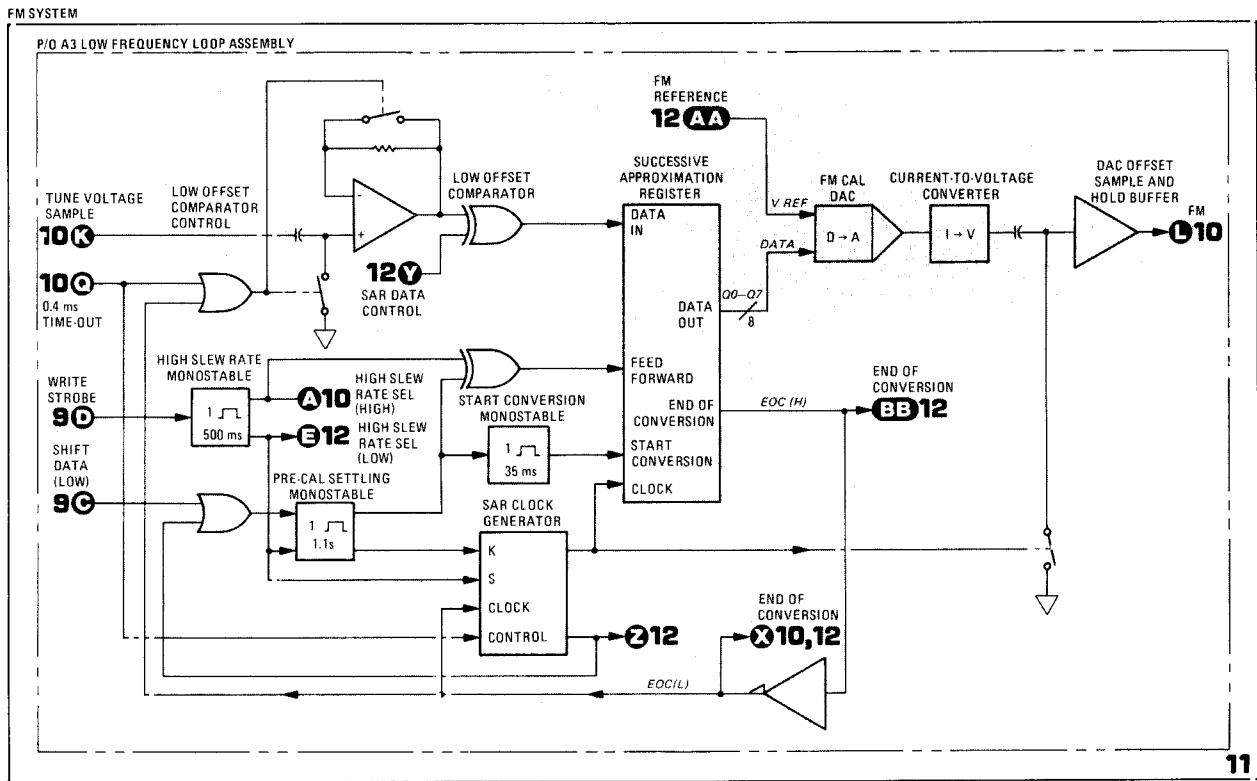 FM SYSTEM
P/O A3 LOW FREQUENCY LOOP ASSEMBLY
TUNE VOLTAGE
SAMPLE
10 K
LOW OFFSET
COMPARATOR
CONTROL
10 Q
0.4 ms
TIME-OUT
LOW OFFSET
COMPARATOR
-
+
12 Y
SAR DATA
CONTROL
FM
REFERENCE
12 AA
SUCCESSIVE
APPROXIMATION
REGISTER
DATA
IN
DATA
OUT
FEED
FORWARD
END OF
CONVERSION
START
CONVERSION
CLOCK
Q0–Q7
8
V REF
DATA
FM CAL
DAC
D→A
CURRENT-TO-VOLTAGE
CONVERTER
I→V
DAC OFFSET
SAMPLE AND
HOLD BUFFER
FM
L 10
HIGH SLEW RATE
MONOSTABLE
WRITE
STROBE
9 D
1
500 ms
A 10
HIGH SLEW
RATE SEL
(HIGH)
E 12
HIGH SLEW
RATE SEL
(LOW)
START CONVERSION
MONOSTABLE
1
35 ms
EOC (H)
END OF
CONVERSION
BB 12
SHIFT
DATA
(LOW)
9 C
PRE-CAL SETTLING
MONOSTABLE
1
1.1s
SAR CLOCK
GENERATOR
K
S
CLOCK
CONTROL
Z 12
END OF
CONVERSION
X 10,12
EOC(L)
11